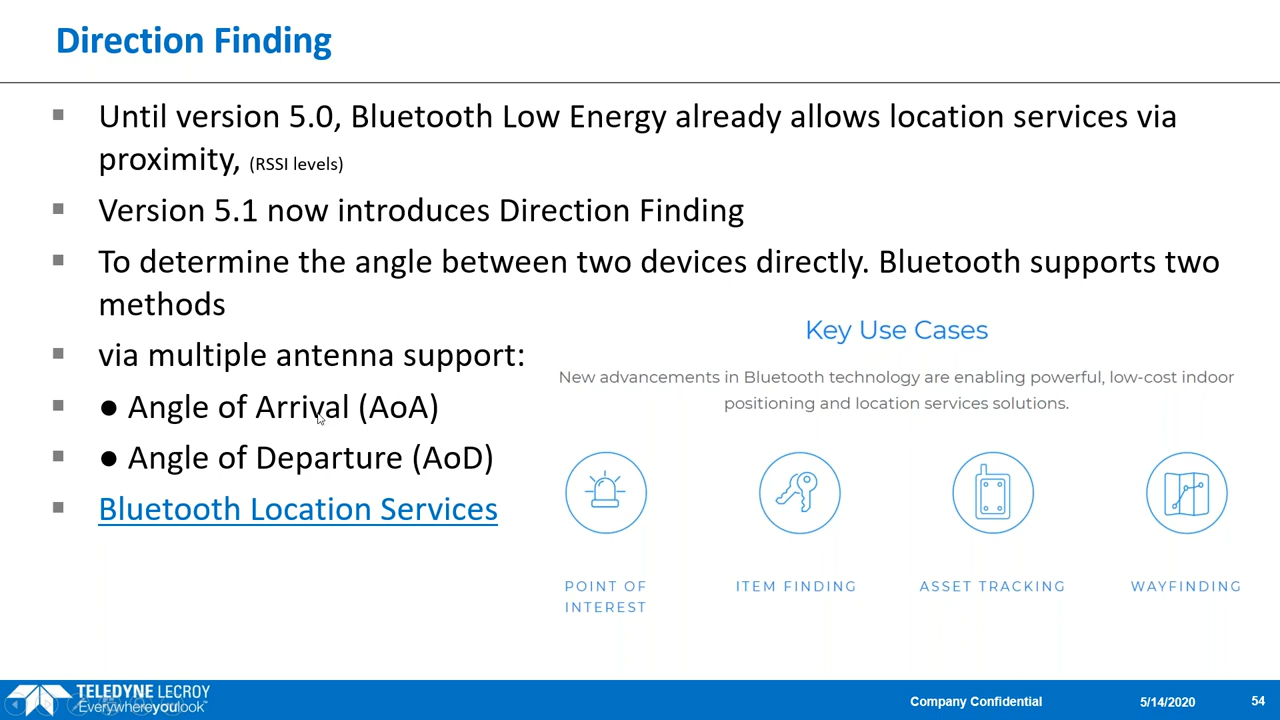 Direction Finding
Until version 5.0, Bluetooth Low Energy already allows location services via
proximity, (RSSI levels)
Version 5.1 now introduces Direction Finding
To determine the angle between two devices directly. Bluetooth supports two
methods
via multiple antenna support:
● Angle of Arrival (AoA)
● Angle of Departure (AoD)
Bluetooth Location Services
Key Use Cases
New advancements in Bluetooth technology are enabling powerful, low-cost indoor
positioning and location services solutions.
POINT OF
INTEREST
ITEM FINDING
ASSET TRACKING
WAYFINDING
TELEDYNE LECROY
Everywhereyoulook™
Company Confidential
5/14/2020
54